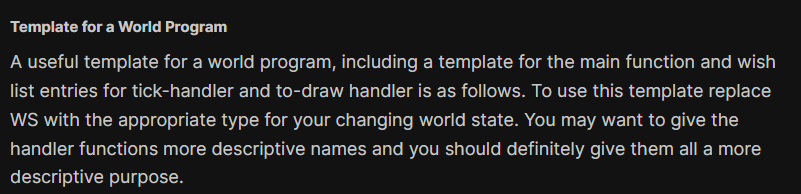 Template for a World Program
A useful template for a world program, including a template for the main function and wish
list entries for tick-handler and to-draw handler is as follows. To use this template replace
WS with the appropriate type for your changing world state. You may want to give the
handler functions more descriptive names and you should definitely give them all a more
descriptive purpose.